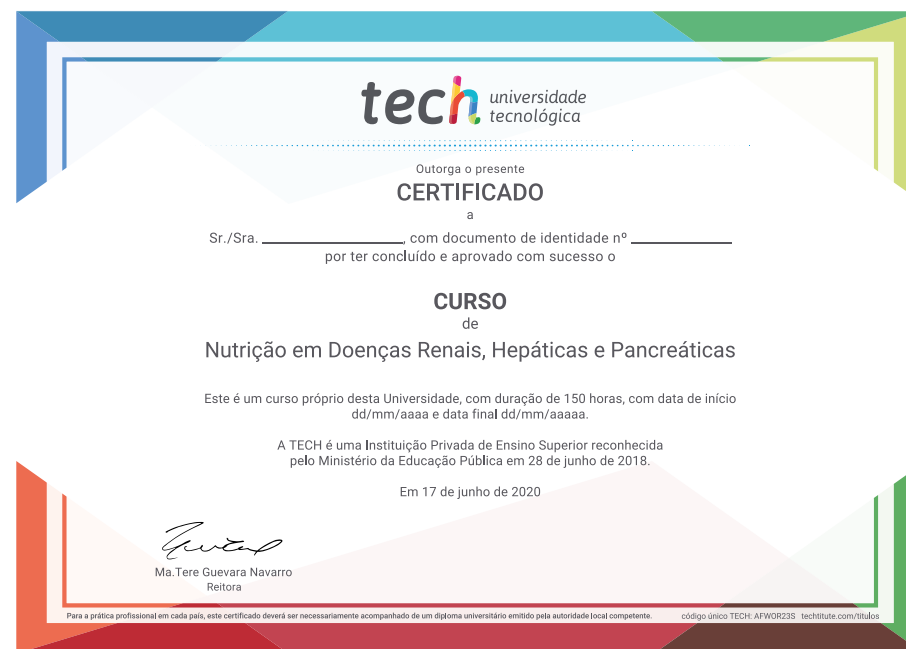 tech universidade
tecnológica
Outorga o presente
CERTIFICADO
a
Sr./Sra. ______________, com documento de identidade nº __________
por ter concluído e aprovado com sucesso o
CURSO
de
Nutrição em Doenças Renais, Hepáticas e Pancreáticas
Este é um curso próprio desta Universidade, com duração de 150 horas, com data de início
dd/mm/aaaa e data final dd/mm/aaaaa.
A TECH é uma Instituição Privada de Ensino Superior reconhecida
pelo Ministério da Educação Pública em 28 de junho de 2018.
Em 17 de junho de 2020
Ma.Tere Guevara Navarro
Reitora
Para a prática profissional em cada país, este certificado deverá ser necessariamente acompanhado de um diploma universitário emitido pela autoridade local competente. código único TECH: AFWOR23S techtitute.com/titulos